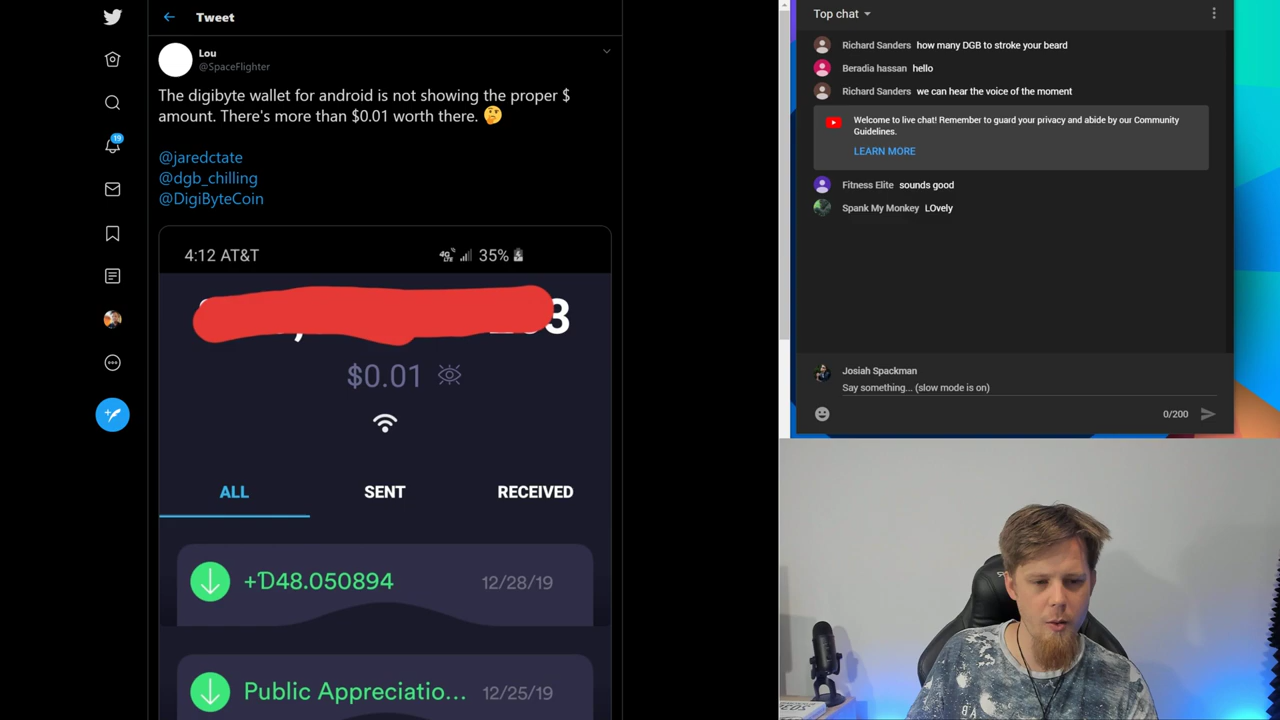 Tweet
Lou
@SpaceFlighter
The digibyte wallet for android is not showing the proper $
amount. There's more than $0.01 worth there. 🤔
@jaredctate
@dgb_chilling
@DigiByteCoin
4:12 AT&T
35%
3
$0.01
ALL SENT RECEIVED
+Ɗ48.050894 12/28/19
Public Appreciatio... 12/25/19
19
Top chat
Richard Sanders how many DGB to stroke your beard
Beradia hassan hello
Richard Sanders we can hear the voice of the moment
Welcome to live chat! Remember to guard your privacy and abide by our Community
Guidelines.
LEARN MORE
Fitness Elite sounds good
Spank My Monkey LOvely
Josiah Spackman
Say something... (slow mode is on)
0/200